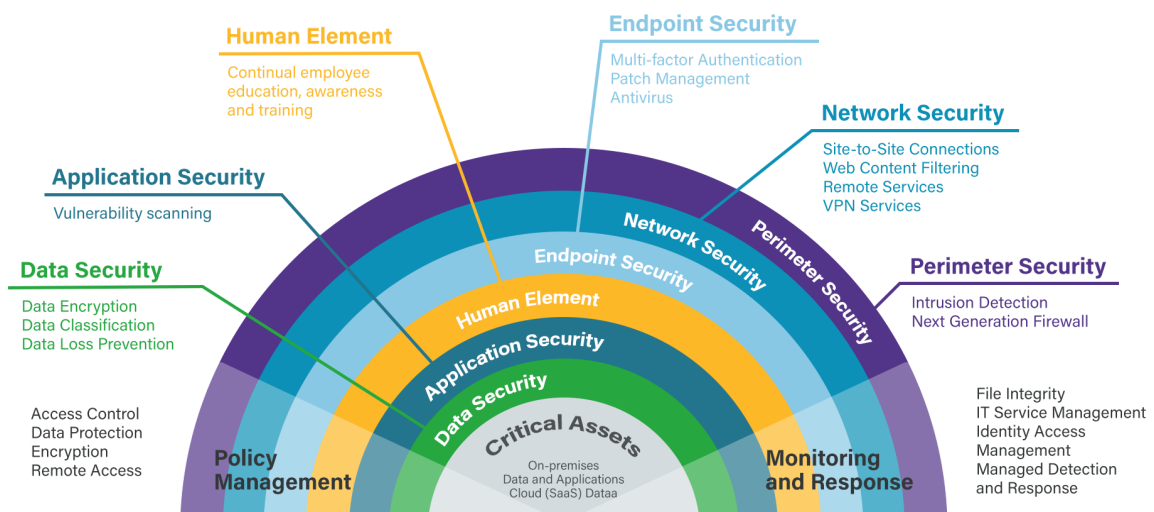 Endpoint Security
Multi-factor Authentication
Patch Management
Antivirus
Human Element
Continual employee
education, awareness
and training
Network Security
Site-to-Site Connections
Web Content Filtering
Remote Services
VPN Services
Application Security
Vulnerability scanning
Data Security
Data Encryption
Data Classification
Data Loss Prevention
Perimeter Security
Intrusion Detection
Next Generation Firewall
Perimeter Security
Network Security
Endpoint Security
Human Element
Application Security
Data Security
Critical Assets
On-premises
Data and Applications
Cloud (SaaS) Dataa
Access Control
Data Protection
Encryption
Remote Access
Policy
Management
Monitoring
and Response
File Integrity
IT Service Management
Identity Access
Management
Managed Detection
and Response